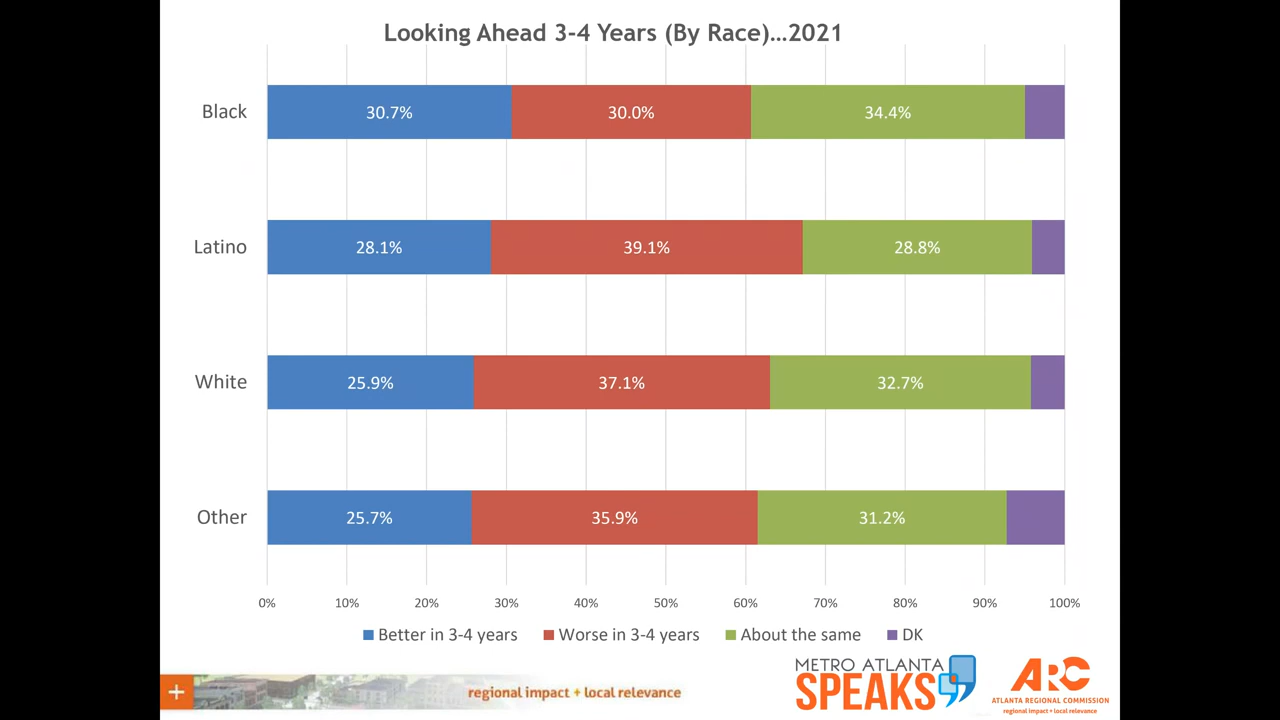 Looking Ahead 3-4 Years (By Race)...2021
Black
30.7%
30.0%
34.4%
Latino
28.1%
39.1%
28.8%
White
25.9%
37.1%
32.7%
Other
25.7%
35.9%
31.2%
0% 10% 20% 30% 40% 50% 60% 70% 80% 90% 100%
Better in 3-4 years Worse in 3-4 years About the same DK
+ regional impact + local relevance
METRO ATLANTA
SPEAKS
ARC
ATLANTA REGIONAL COMMISSION
regional impact + local relevance